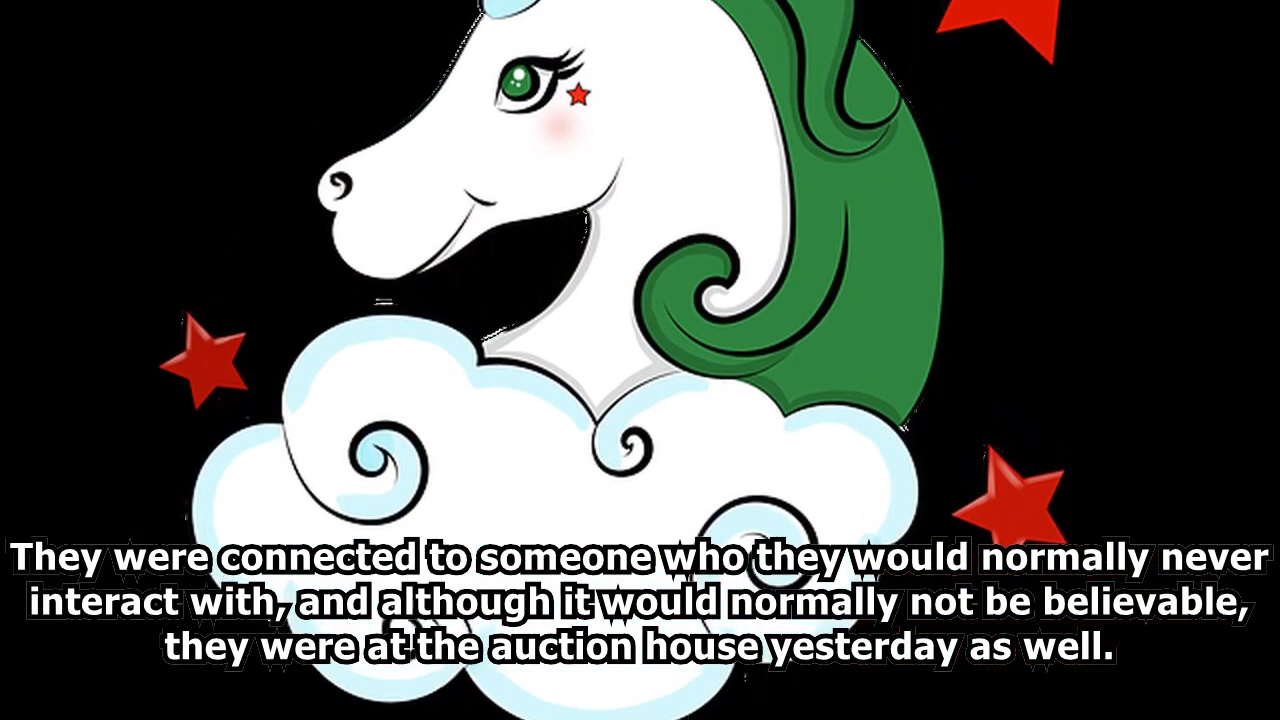 They were connected to someone who they would normally never
interact with, and although it would normally not be believable,
they were at the auction house yesterday as well.